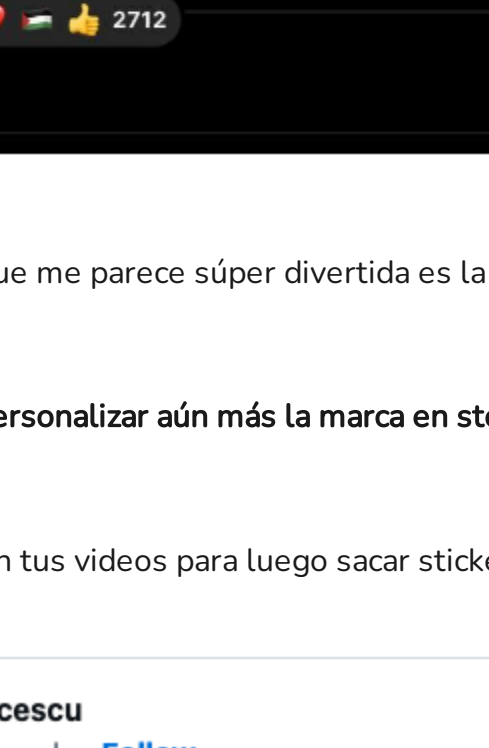 2712
ue me parece súper divertida es la
ersonalizar aún más la marca en st
n tus videos para luego sacar stick
cescu
Follow